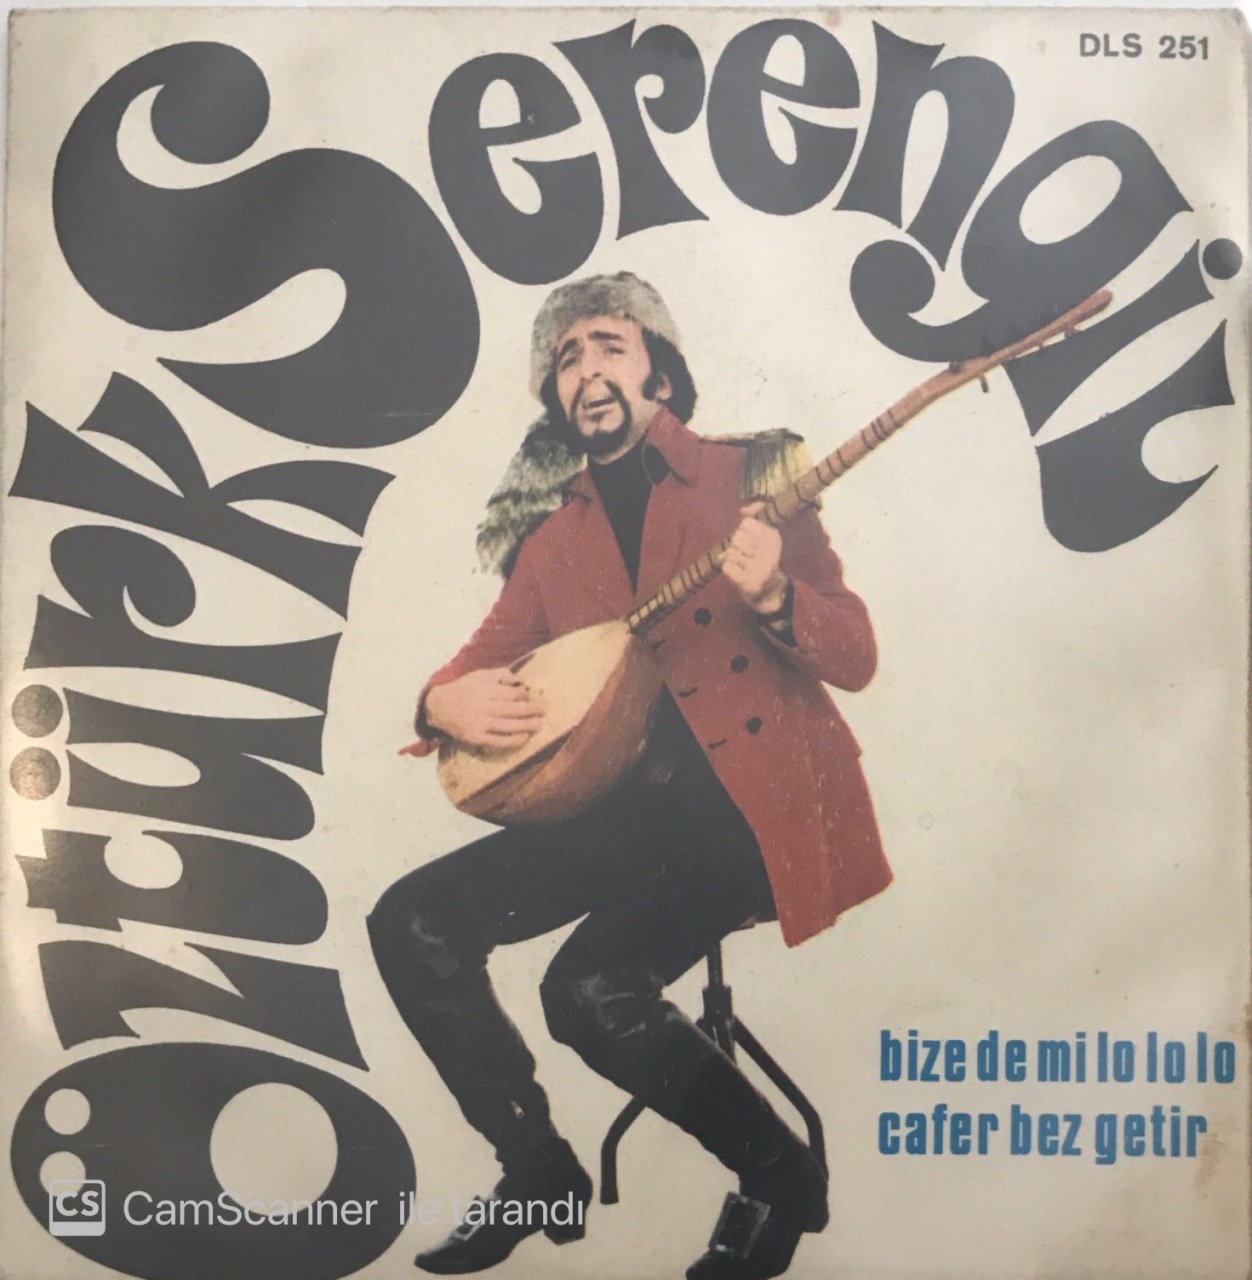 DLS 251
Öztürk Serengil
bize de mi lo lo lo
cafer bez getir
CS CamScanner ile tarandı